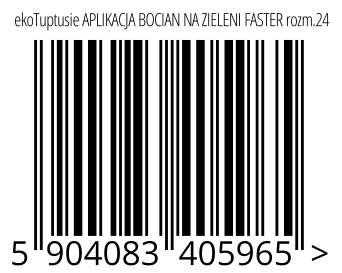 ekoTuptusie APLIKACJA BOCIAN NA ZIELENI FASTER rozm.24
5 904083 405965 >